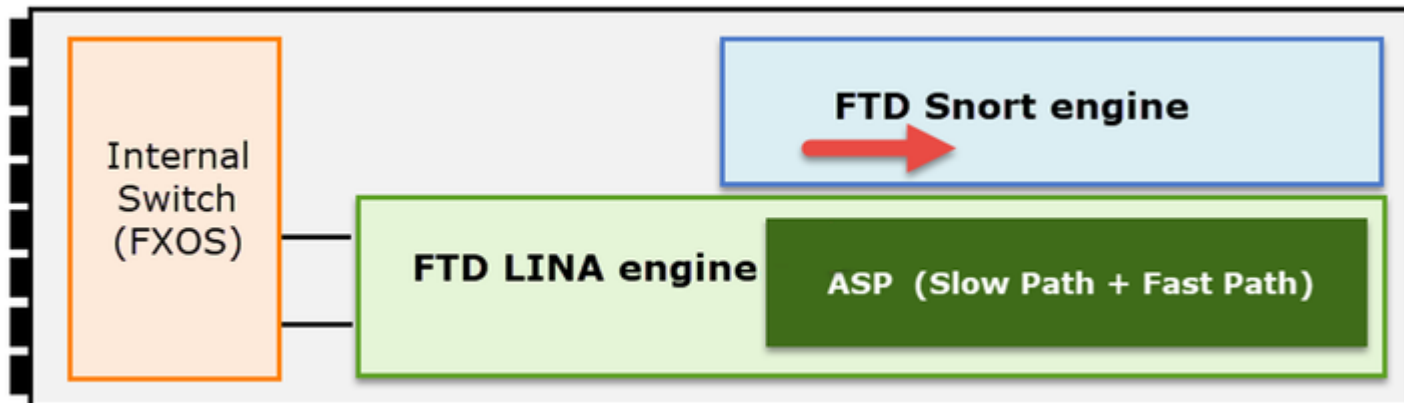 Internal
Switch
(FXOS)
FTD Snort engine
FTD LINA engine
ASP (Slow Path + Fast Path)